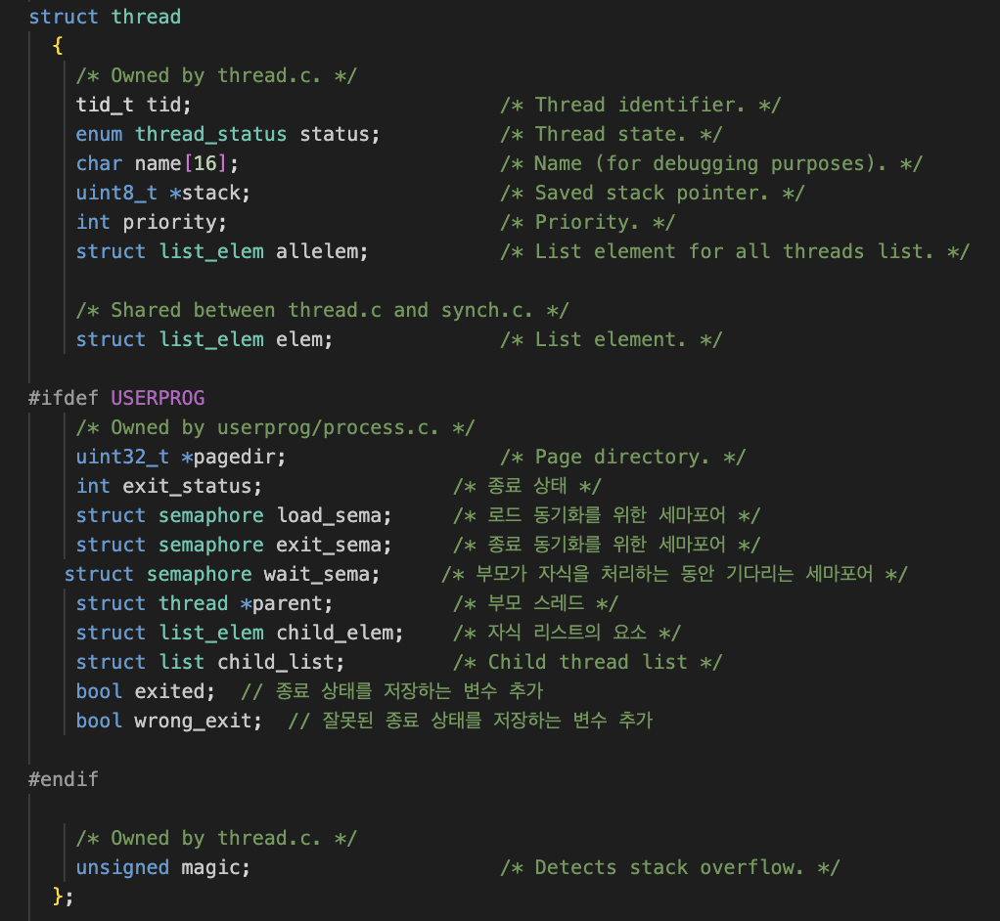 struct thread
  {
    /* Owned by thread.c. */
    tid_t tid;                          /* Thread identifier. */
    enum thread_status status;          /* Thread state. */
    char name[16];                      /* Name (for debugging purposes). */
    uint8_t *stack;                     /* Saved stack pointer. */
    int priority;                       /* Priority. */
    struct list_elem allelem;           /* List element for all threads list. */

    /* Shared between thread.c and synch.c. */
    struct list_elem elem;              /* List element. */

#ifdef USERPROG
    /* Owned by userprog/process.c. */
    uint32_t *pagedir;                  /* Page directory. */
    int exit_status;                /* 종료 상태 */
    struct semaphore load_sema;     /* 로드 동기화를 위한 세마포어 */
    struct semaphore exit_sema;     /* 종료 동기화를 위한 세마포어 */
   struct semaphore wait_sema;     /* 부모가 자식을 처리하는 동안 기다리는 세마포어 */
    struct thread *parent;          /* 부모 스레드 */
    struct list_elem child_elem;    /* 자식 리스트의 요소 */
    struct list child_list;         /* Child thread list */
    bool exited;  // 종료 상태를 저장하는 변수 추가
    bool wrong_exit;  // 잘못된 종료 상태를 저장하는 변수 추가

#endif

    /* Owned by thread.c. */
    unsigned magic;                     /* Detects stack overflow. */
  };